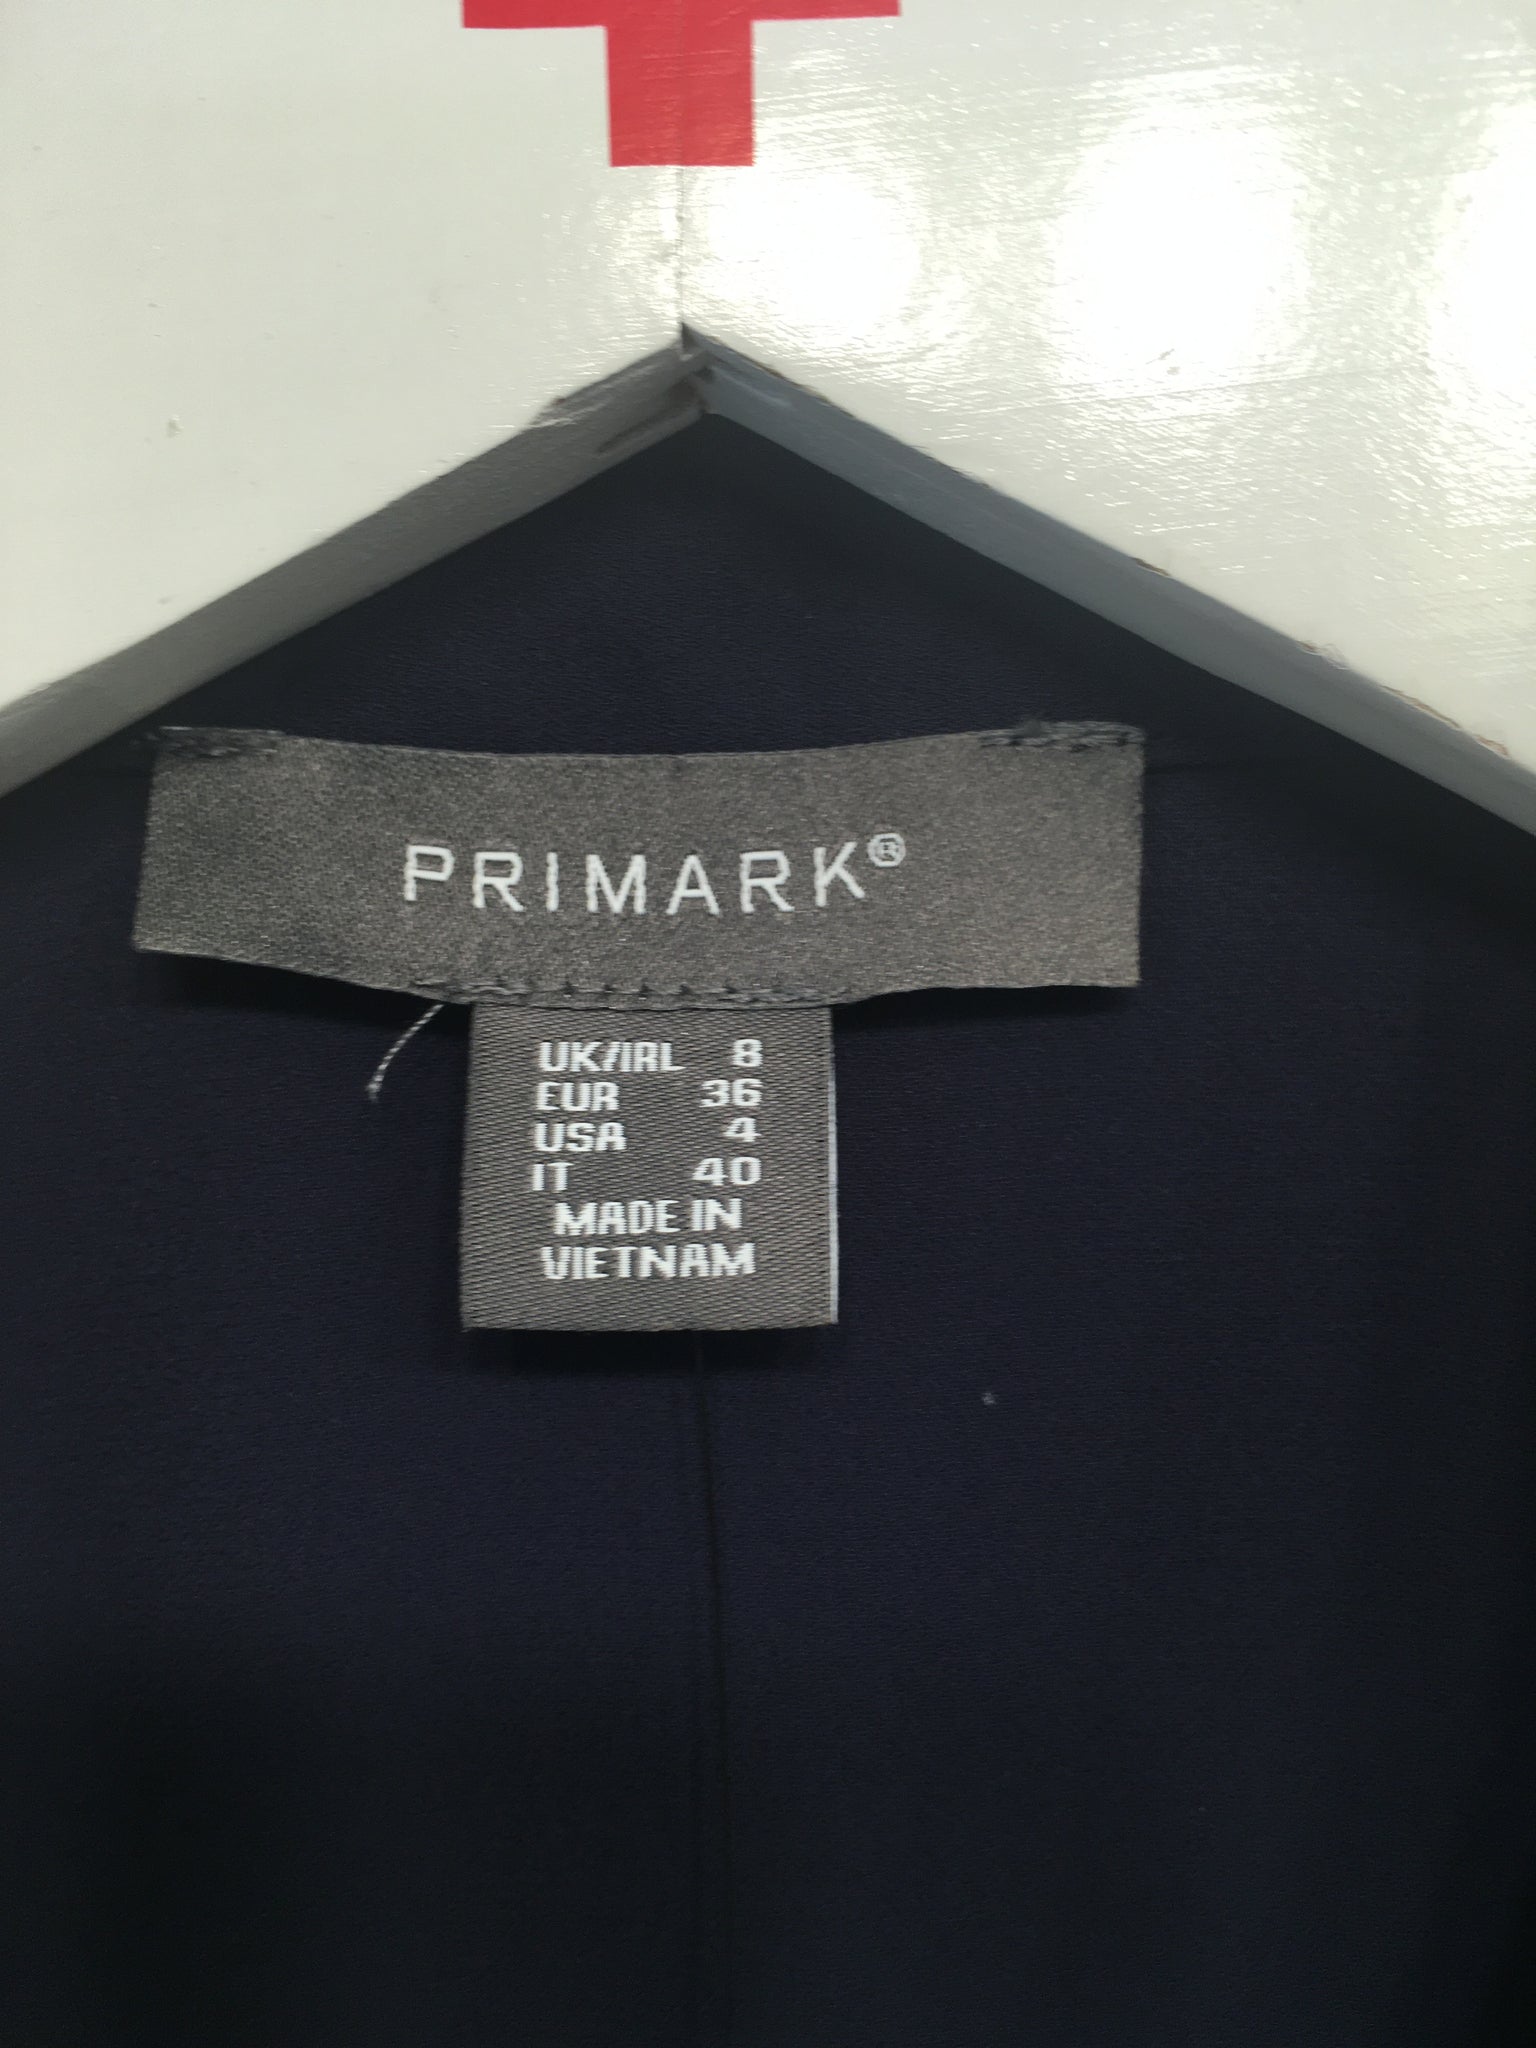 PRIMARK®
UK/IRL 8
EUR 36
USA 4
IT 40
MADE IN
VIETNAM